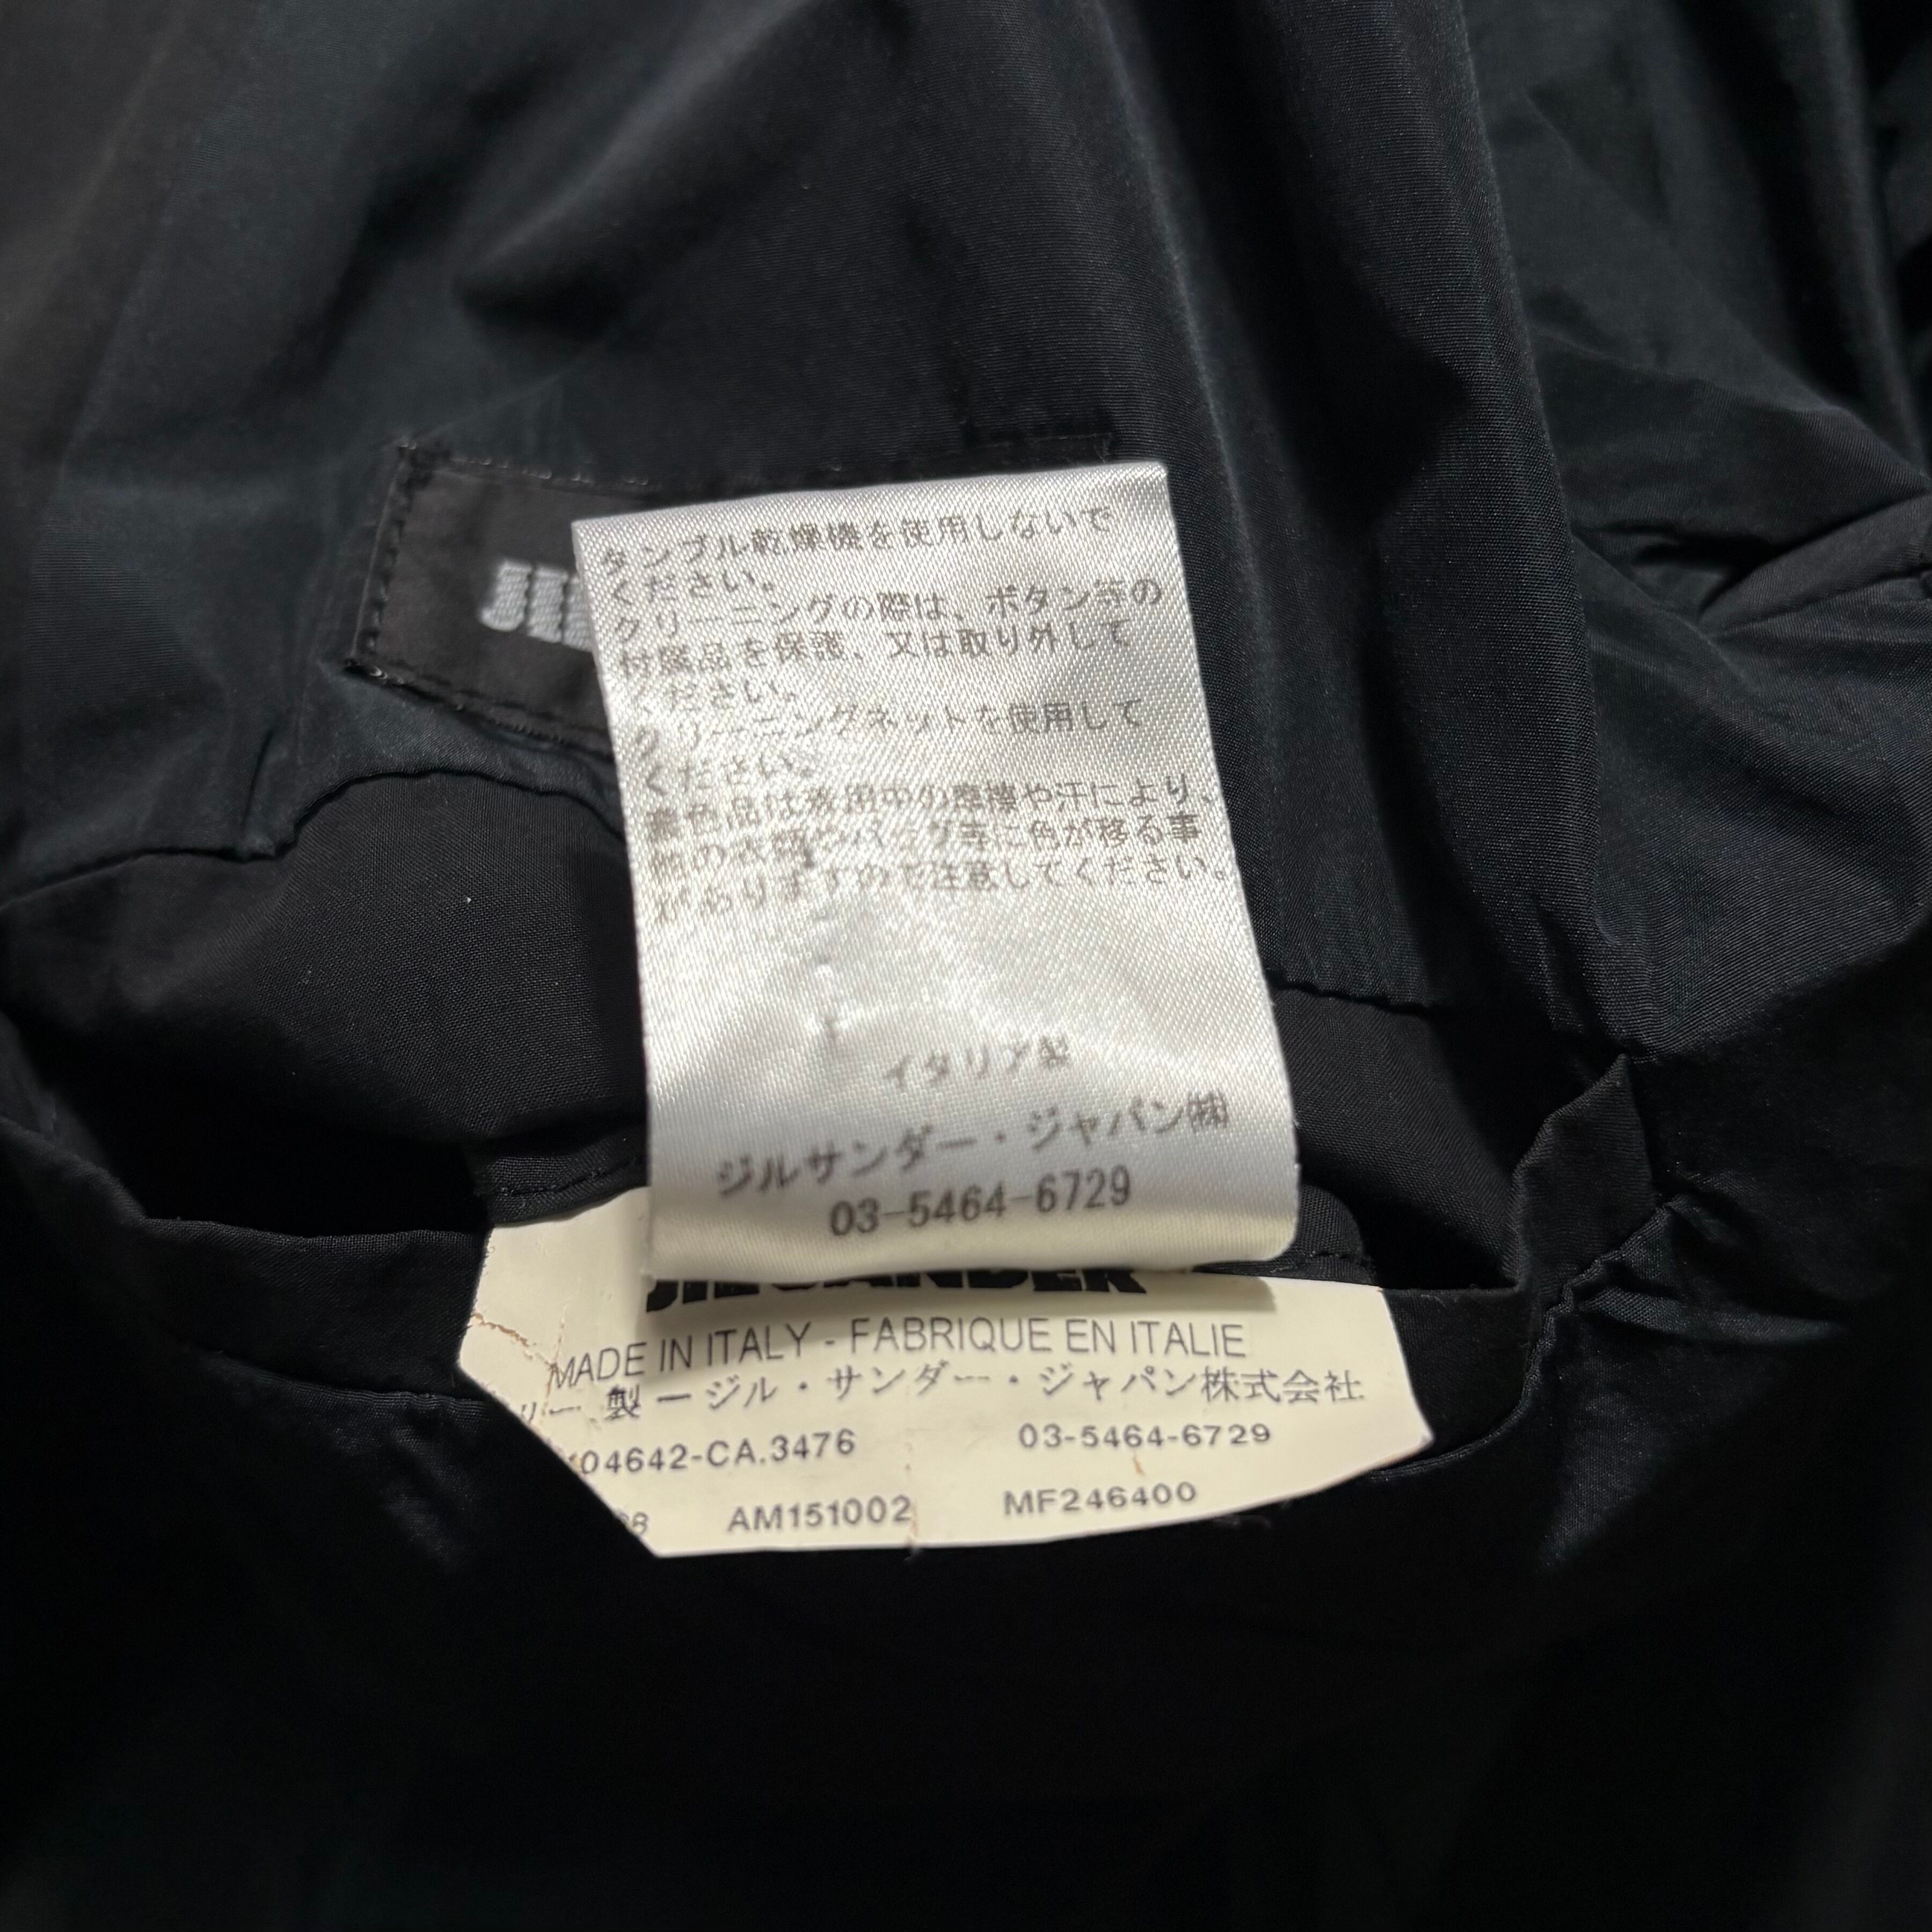 JI
タンブル乾燥機を使用しないで
ください。
クリーニングの際は、ボタン等の
付属品を保護、又は取り外して
ください。
クリーニングネットを使用して
ください。
濃色品は着用中の摩擦や汗により、
他の衣類やバッグ等に色が移る事
がありますので注意してください。
イタリア製
ジルサンダー・ジャパン㈱
03-5464-6729
JIL SANDER
MADE IN ITALY - FABRIQUE EN ITALIE
リー製ージル・サンダー・ジャパン株式会社
04642-CA.3476 03-5464-6729
AM151002 MF246400